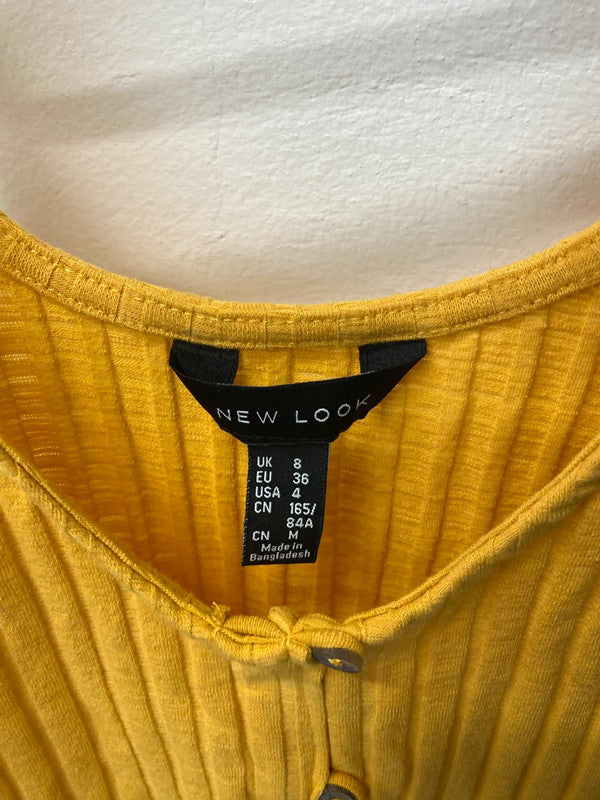 NEW LOOK
UK 8
EU 36
USA 4
CN 165/
84A
CN M
Made in
Bangladesh